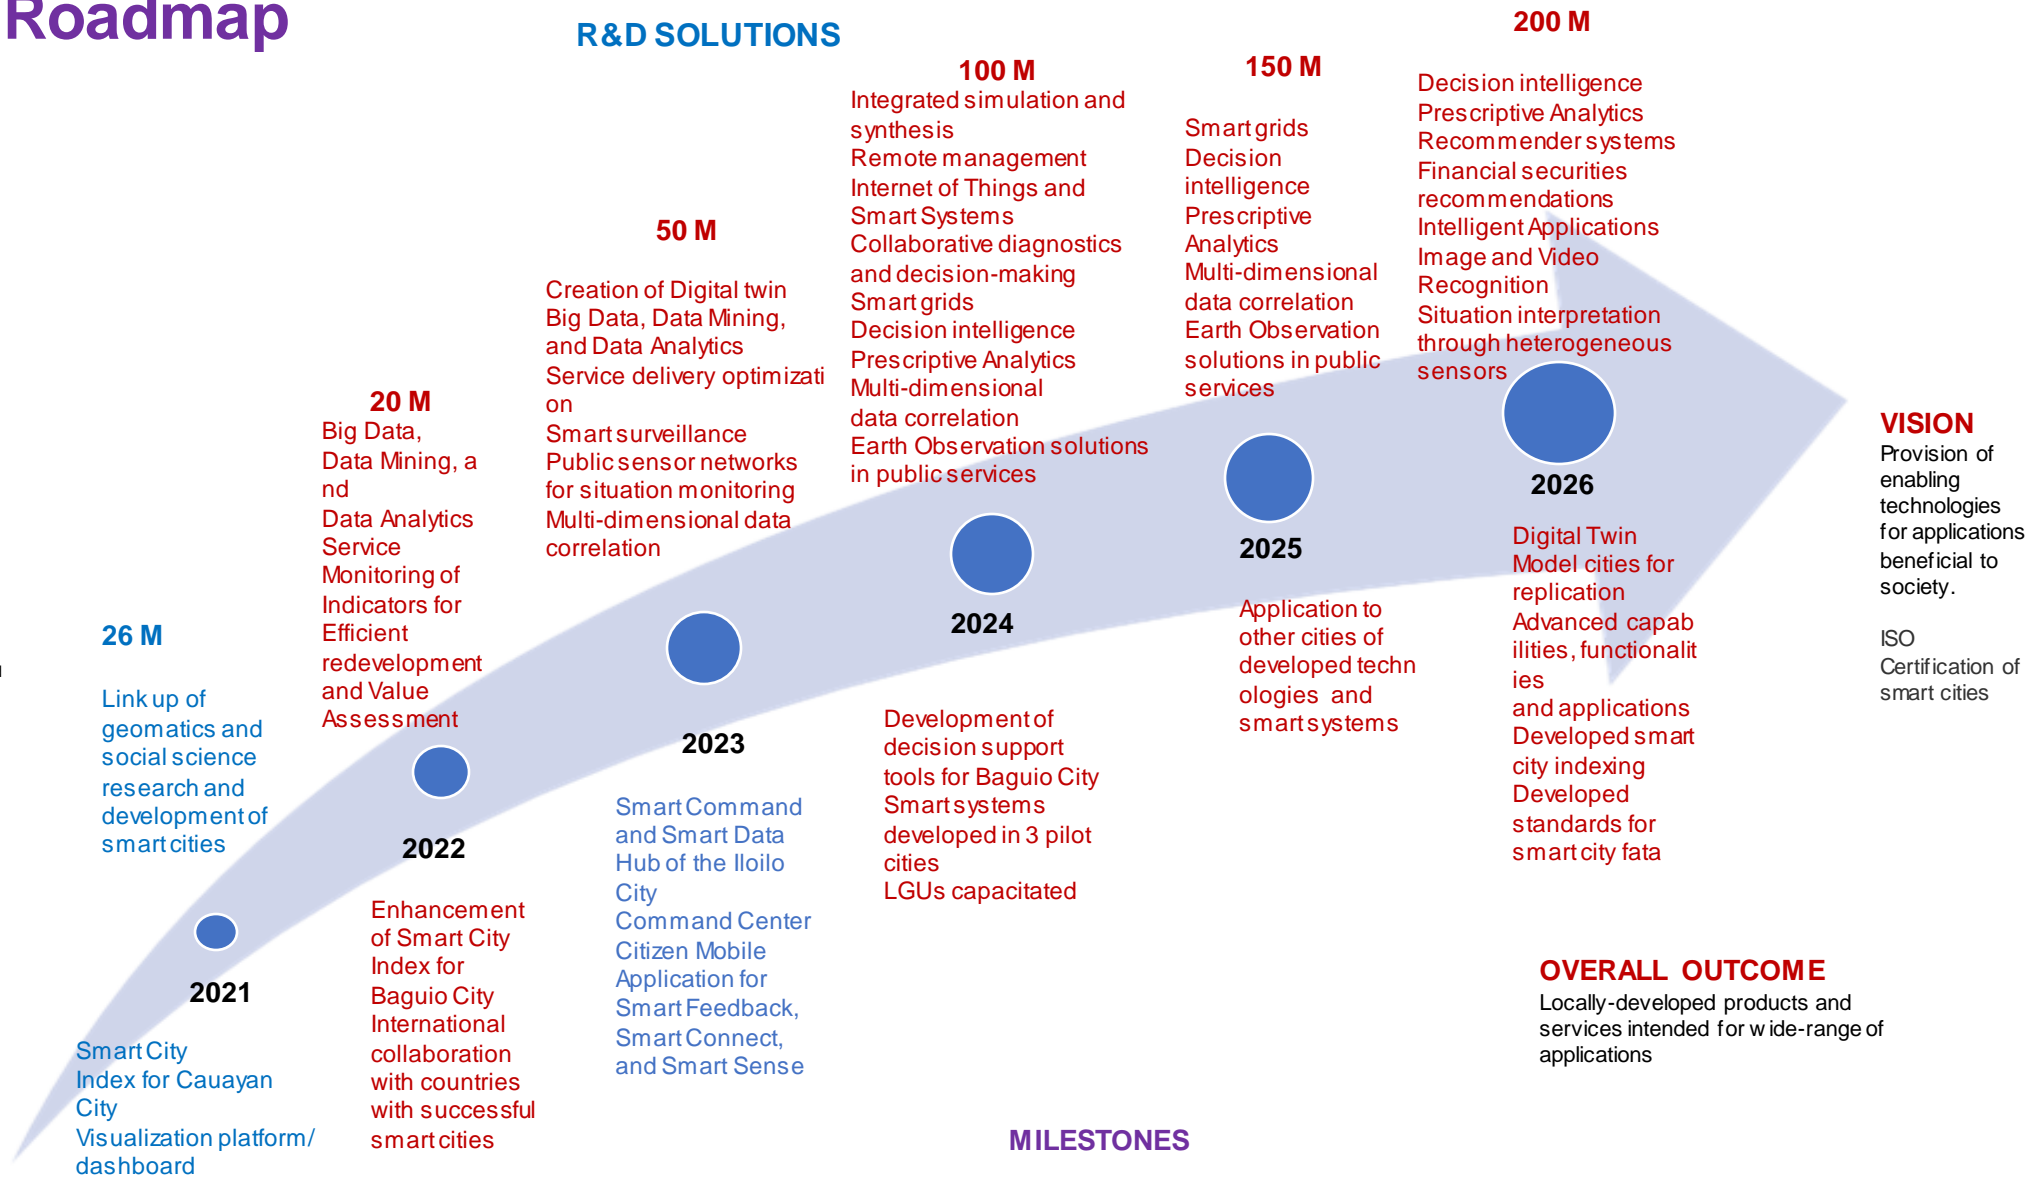 Roadmap
R&D SOLUTIONS
26 M
Link up of
geomatics and
social science
research and
development of
smart cities
2021
Smart City
Index for Cauayan
City
Visualization platform/
dashboard
20 M
Big Data,
Data Mining, a
nd
Data Analytics
Service
Monitoring of
Indicators for
Efficient
redevelopment
and Value
Assessment
2022
Enhancement
of Smart City
Index for
Baguio City
International
collaboration
with countries
with successful
smart cities
50 M
Creation of Digital twin
Big Data, Data Mining,
and Data Analytics
Service delivery optimizati
on
Smart surveillance
Public sensor networks
for situation monitoring
Multi-dimensional data
correlation
2023
Smart Command
and Smart Data
Hub of the Iloilo
City
Command Center
Citizen Mobile
Application for
Smart Feedback,
Smart Connect,
and Smart Sense
100 M
Integrated simulation and
synthesis
Remote management
Internet of Things and
Smart Systems
Collaborative diagnostics
and decision-making
Smart grids
Decision intelligence
Prescriptive Analytics
Multi-dimensional
data correlation
Earth Observation solutions
in public services
2024
Development of
decision support
tools for Baguio City
Smart systems
developed in 3 pilot
cities
LGUs capacitated
150 M
Smart grids
Decision
intelligence
Prescriptive
Analytics
Multi-dimensional
data correlation
Earth Observation
solutions in public
services
2025
Application to
other cities of
developed techn
ologies and
smart systems
200 M
Decision intelligence
Prescriptive Analytics
Recommender systems
Financial securities
recommendations
Intelligent Applications
Image and Video
Recognition
Situation interpretation
through heterogeneous
sensors
2026
Digital Twin
Model cities for
replication
Advanced capab
ilities, functionalit
ies
and applications
Developed smart
city indexing
Developed
standards for
smart city fata
VISION
Provision of
enabling
technologies
for applications
beneficial to
society.
ISO
Certification of
smart cities
OVERALL OUTCOME
Locally-developed products and
services intended for wide-range of
applications
MILESTONES